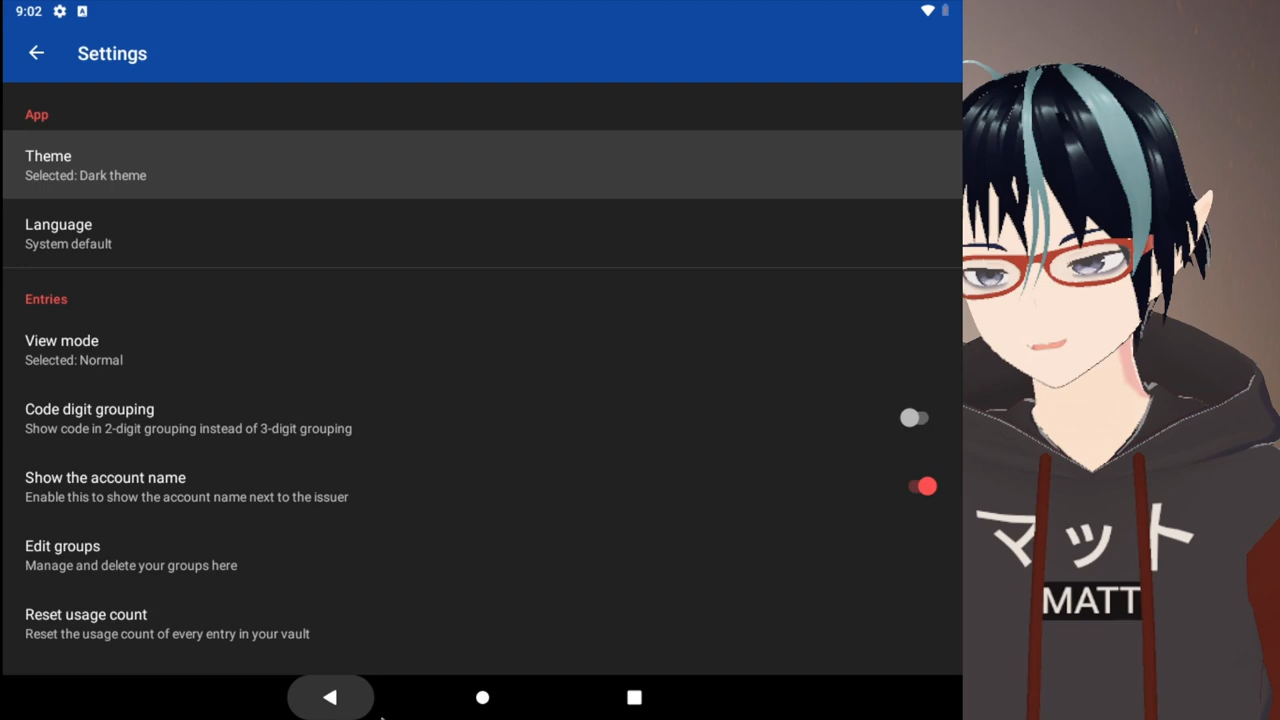 9:02
Settings
App
Theme
Selected: Dark theme
Language
System default
Entries
View mode
Selected: Normal
Code digit grouping
Show code in 2-digit grouping instead of 3-digit grouping
Show the account name
Enable this to show the account name next to the issuer
Edit groups
Manage and delete your groups here
Reset usage count
Reset the usage count of every entry in your vault
マット
MATT